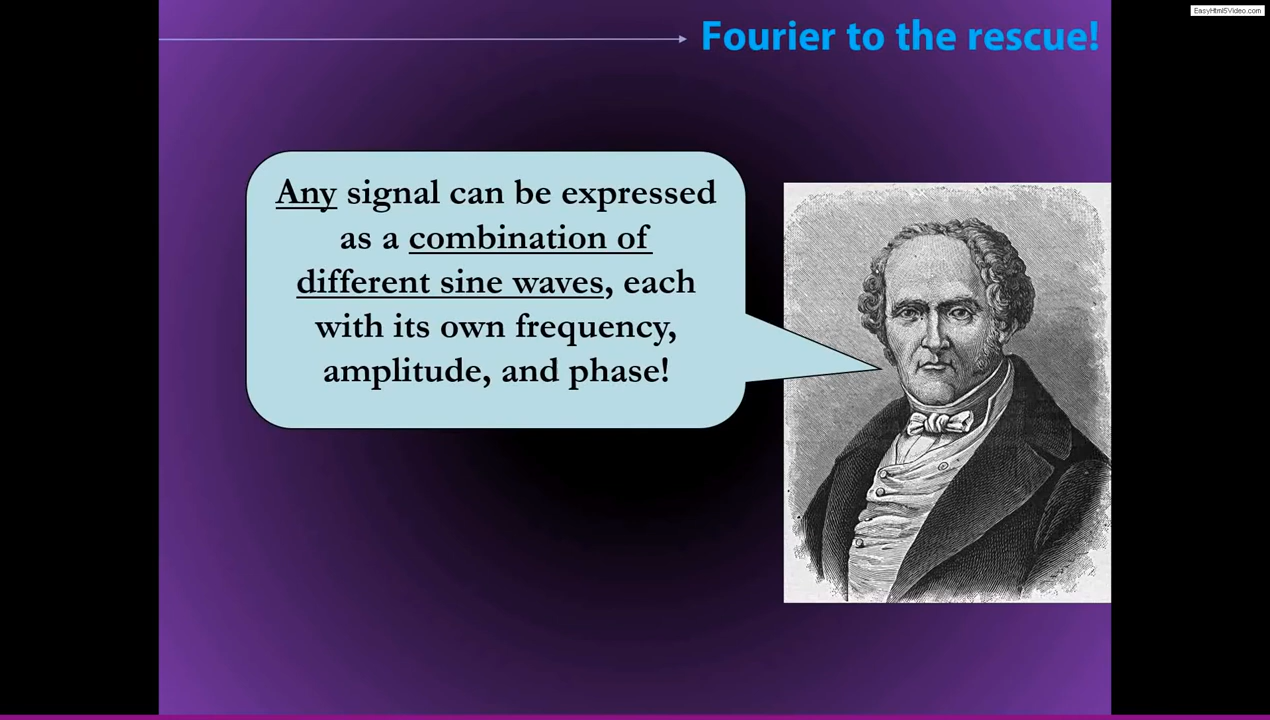 EasyHtml5Video.com
Fourier to the rescue!
Any signal can be expressed
as a combination of
different sine waves, each
with its own frequency,
amplitude, and phase!